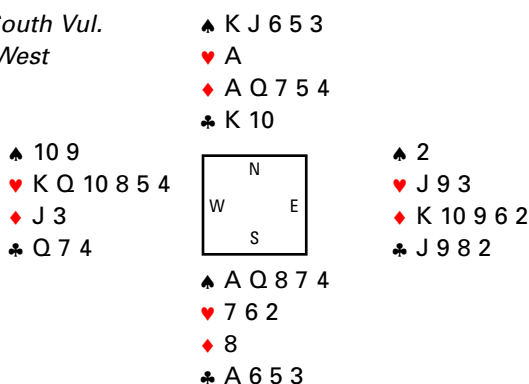 outh Vul.
West
♠ K J 6 5 3
♥ A
♦ A Q 7 5 4
♣ K 10
♠ 10 9
♥ K Q 10 8 5 4
♦ J 3
♣ Q 7 4
N
W E
S
♠ 2
♥ J 9 3
♦ K 10 9 6 2
♣ J 9 8 2
♠ A Q 8 7 4
♥ 7 6 2
♦ 8
♣ A 6 5 3